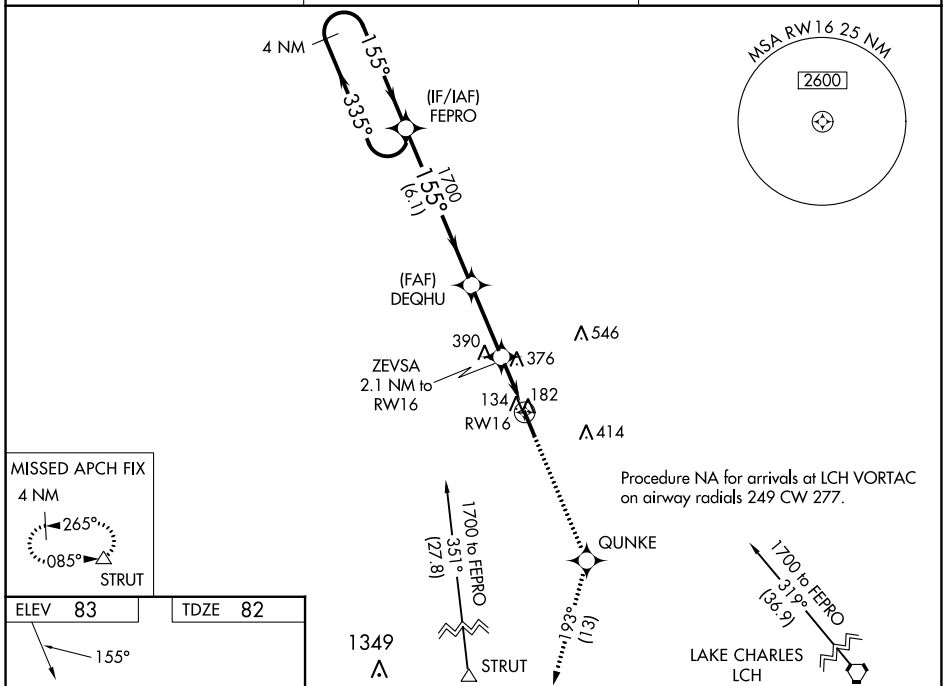 4 NM
155°
335°
(IF/IAF)
FEPRO
MSA RW16 25 NM
2600
1700
155°
(6.1)
(FAF)
DEQHU
546
390
376
ZEVSA
2.1 NM to
RW16
134
182
RW16
414
Procedure NA for arrivals at LCH VORTAC
on airway radials 249 CW 277.
MISSED APCH FIX
4 NM
265°
085°
STRUT
1700 to FEPRO
351°
(27.8)
STRUT
QUNKE
193°
(13)
1700 to FEPRO
319°
(36.9)
LAKE CHARLES
LCH
ELEV 83
TDZE 82
155°
1349